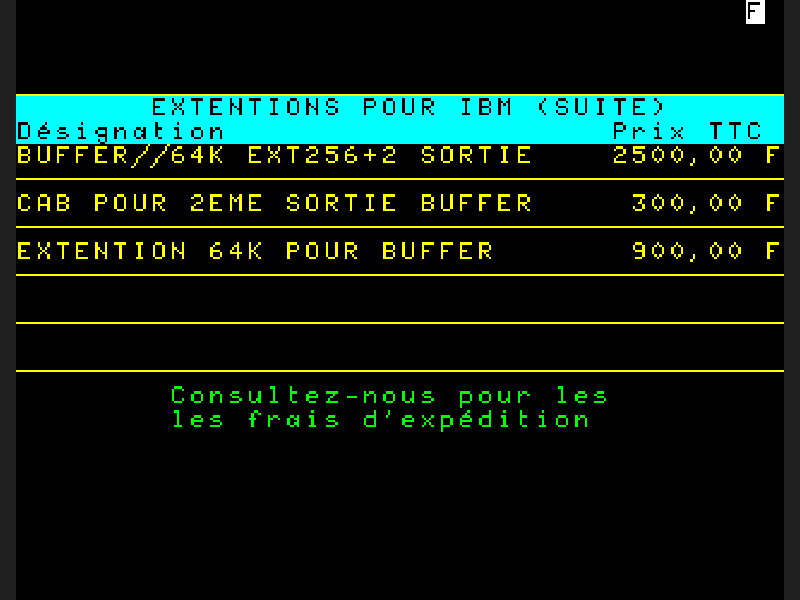 F
EXTENTIONS POUR IBM (SUITE)
Désignation Prix TTC
BUFFER//64K EXT256+2 SORTIE 2500,00 F
CAB POUR 2EME SORTIE BUFFER 300,00 F
EXTENTION 64K POUR BUFFER 900,00 F
Consultez-nous pour les
les frais d'expédition